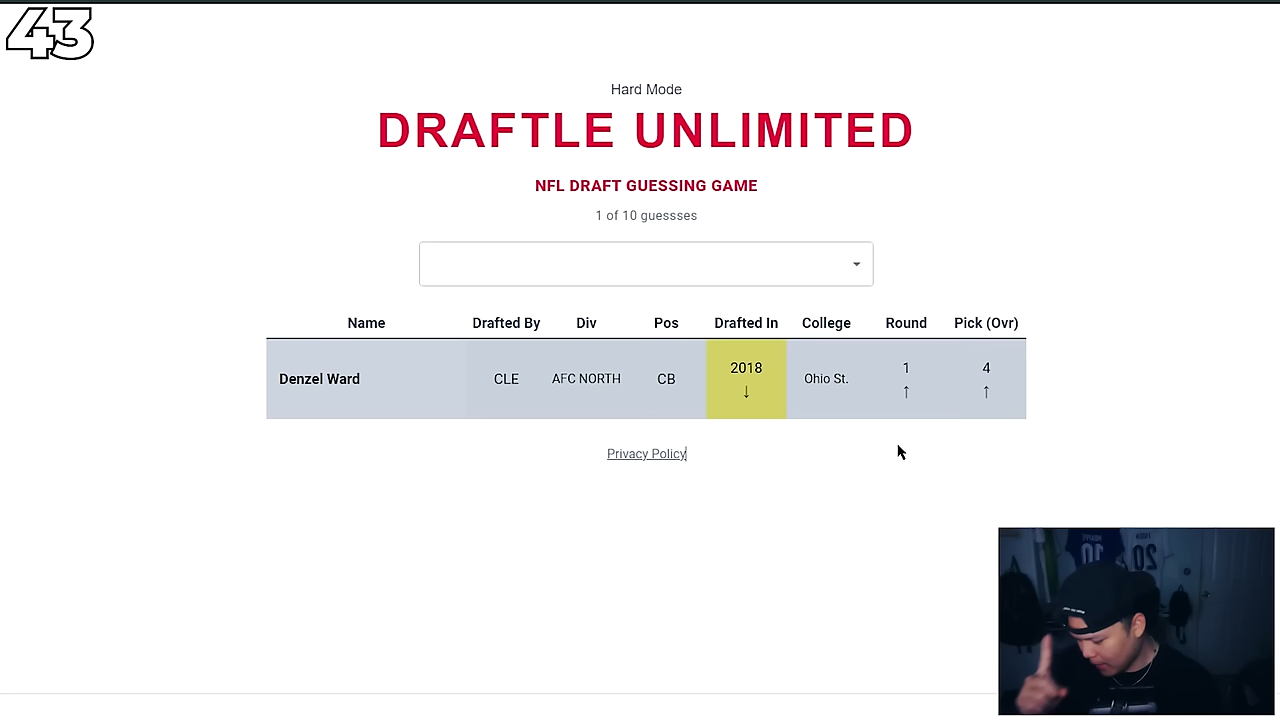 43
Hard Mode
DRAFTLE UNLIMITED
NFL DRAFT GUESSING GAME
1 of 10 guessses
Name Drafted By Div Pos Drafted In College Round Pick (Ovr)
Denzel Ward CLE AFC NORTH CB 2018 ↓ Ohio St. 1 ↑ 4 ↑
Privacy Policy